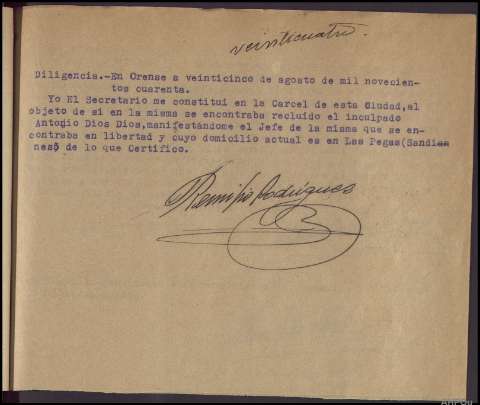 veinticuatro.
Diligencia.-En Orense a veinticinco de agosto de mil novecien-
tos cuarenta.
Yo El Secretario me constitui en la Carcel de esta Ciudad,al
objeto de si en la misma se encontraba recluido el inculpado
Antonio Dios Dios,manifestándome el Jefe de la misma que se en-
contraba en libertad y cuyo domicilio actual es en Las Pegas(Sandi
nes) de lo que Certifico.
Remigio Rodriguez